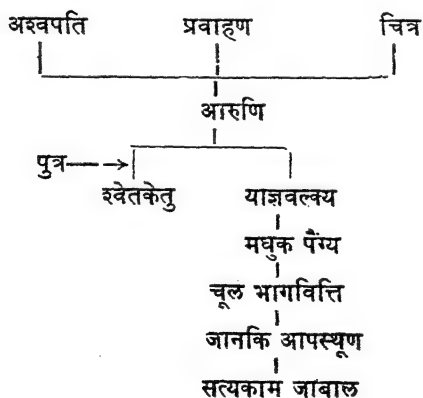 अश्वपति प्रवाहण चित्र
आरुणि
पुत्र
श्वेतकेतु याज्ञवल्क्य
मधुक पैंग्य
चूल भागवित्ति
जानकि आपस्थूण
सत्यकाम जाबाल